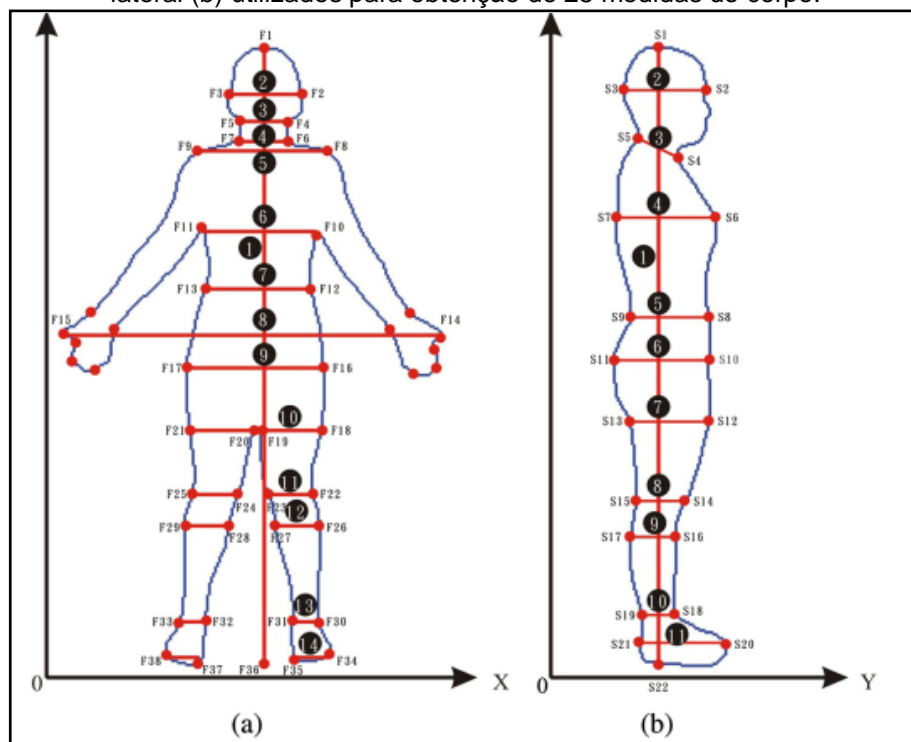 lateral (b) utilizados para obtenção de 25 medidas do corpo.
F1
2
F3 F2
3
F5 F4
4
F7 F6
F9 F8
5
6
F11 F10
1
7
F13 F12
8
F15 F14
9
F17 F16
10
F21 F20 F19 F18
11
F25 F24 F23 F22
12
F29 F28 F27 F26
13
F33 F32 F31 F30
14
F38 F37 F36 F35 F34
0 X
(a)
S1
2
S3 S2
3
S5 S4
4
S7 S6
1
5
S9 S8
6
S11 S10
7
S13 S12
8
S15 S14
9
S17 S16
10
S19 S18
11
S21 S20
S22
0 Y
(b)